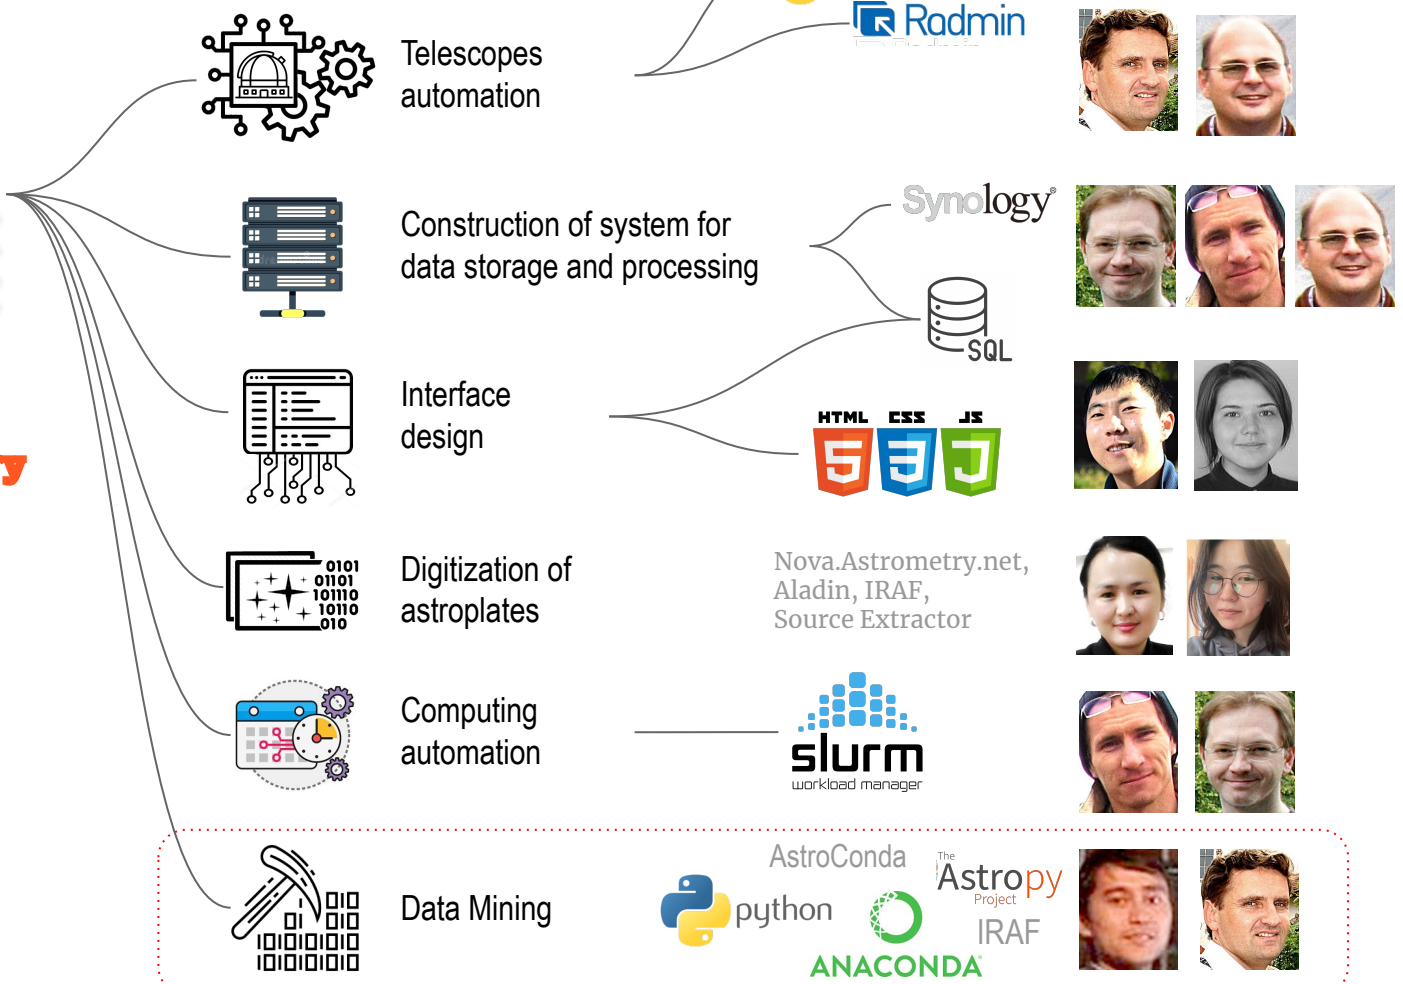 Radmin
Telescopes
automation
Synology®
Construction of system for
data storage and processing
SQL
Interface
design
HTML CSS JS
5 3 J
y
Digitization of
astroplates
0101
01101
101110
10110
010
Nova.Astrometry.net,
Aladin, IRAF,
Source Extractor
Computing
automation
slurm
workload manager
Data Mining
AstroConda
The
Astropy
Project
python
IRAF
ANACONDA